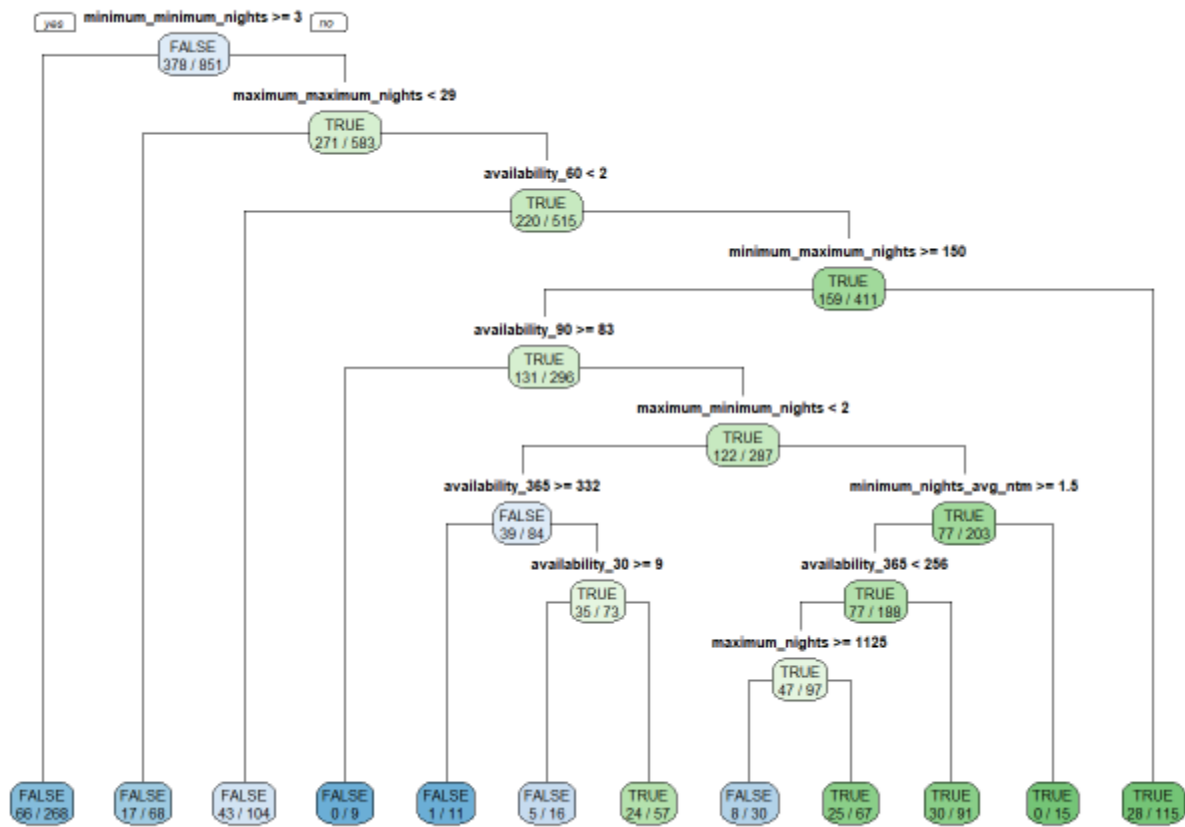 yes minimum_minimum_nights >= 3 no
FALSE
378 / 851
maximum_maximum_nights < 29
TRUE
271 / 583
availability_60 < 2
TRUE
220 / 515
minimum_maximum_nights >= 150
TRUE
159 / 411
availability_90 >= 83
TRUE
131 / 296
maximum_minimum_nights < 2
TRUE
122 / 287
availability_365 >= 332 minimum_nights_avg_ntm >= 1.5
FALSE TRUE
39 / 84 77 / 203
availability_30 >= 9 availability_365 < 256
TRUE TRUE
35 / 73 77 / 188
maximum_nights >= 1125
TRUE
47 / 97
FALSE FALSE FALSE FALSE FALSE FALSE TRUE FALSE TRUE TRUE TRUE TRUE
66 / 268 17 / 68 43 / 104 0 / 9 1 / 11 5 / 16 24 / 57 8 / 30 25 / 67 30 / 91 0 / 15 28 / 115